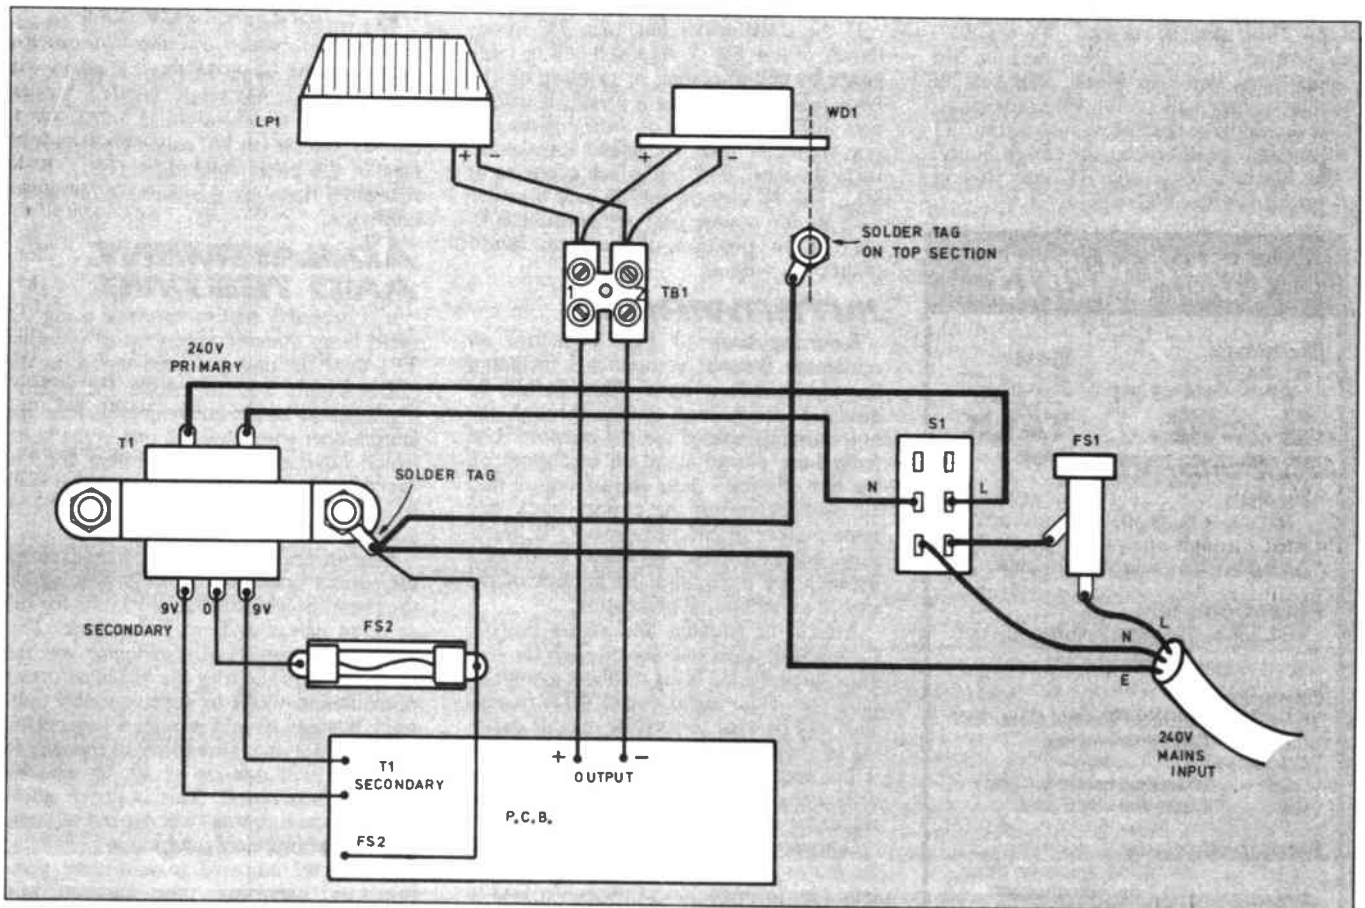 LP1
WD1
+
-
+
-
SOLDER TAG
ON TOP SECTION
1
2
TB1
240V
PRIMARY
T1
S1
FS1
SOLDER TAG
N
L
9V
0
9V
SECONDARY
FS2
L
N
E
240V
MAINS
INPUT
+
-
OUTPUT
T1
SECONDARY
P.C.B.
FS2